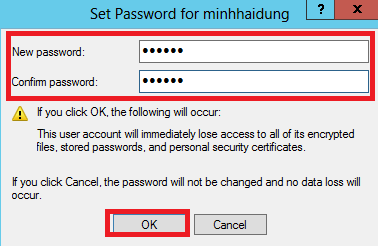 Set Password for minhhaidung
? x
New password: ••••••
Confirm password: ••••••
If you click OK, the following will occur:
This user account will immediately lose access to all of its encrypted
files, stored passwords, and personal security certificates.
If you click Cancel, the password will not be changed and no data loss will
occur.
OK Cancel